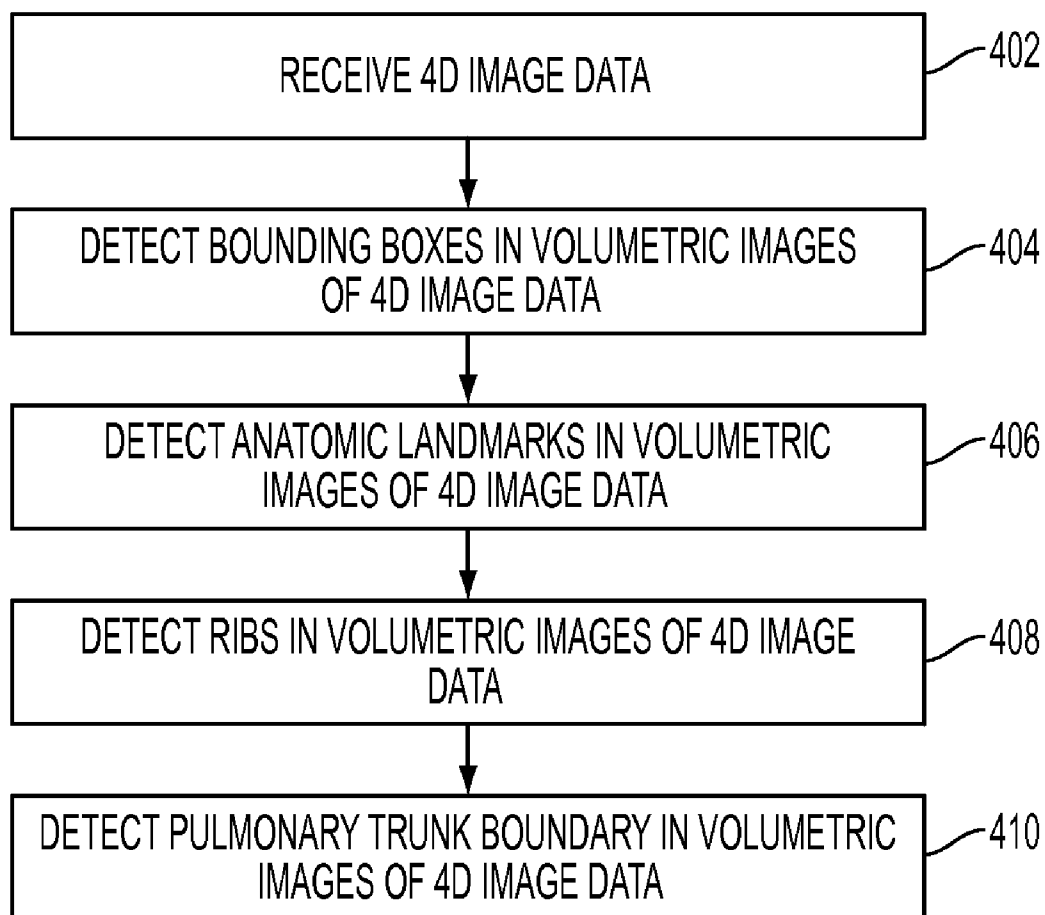 RECEIVE 4D IMAGE DATA
402
DETECT BOUNDING BOXES IN VOLUMETRIC IMAGES
OF 4D IMAGE DATA
404
DETECT ANATOMIC LANDMARKS IN VOLUMETRIC
IMAGES OF 4D IMAGE DATA
406
DETECT RIBS IN VOLUMETRIC IMAGES OF 4D IMAGE
DATA
408
DETECT PULMONARY TRUNK BOUNDARY IN VOLUMETRIC
IMAGES OF 4D IMAGE DATA
410